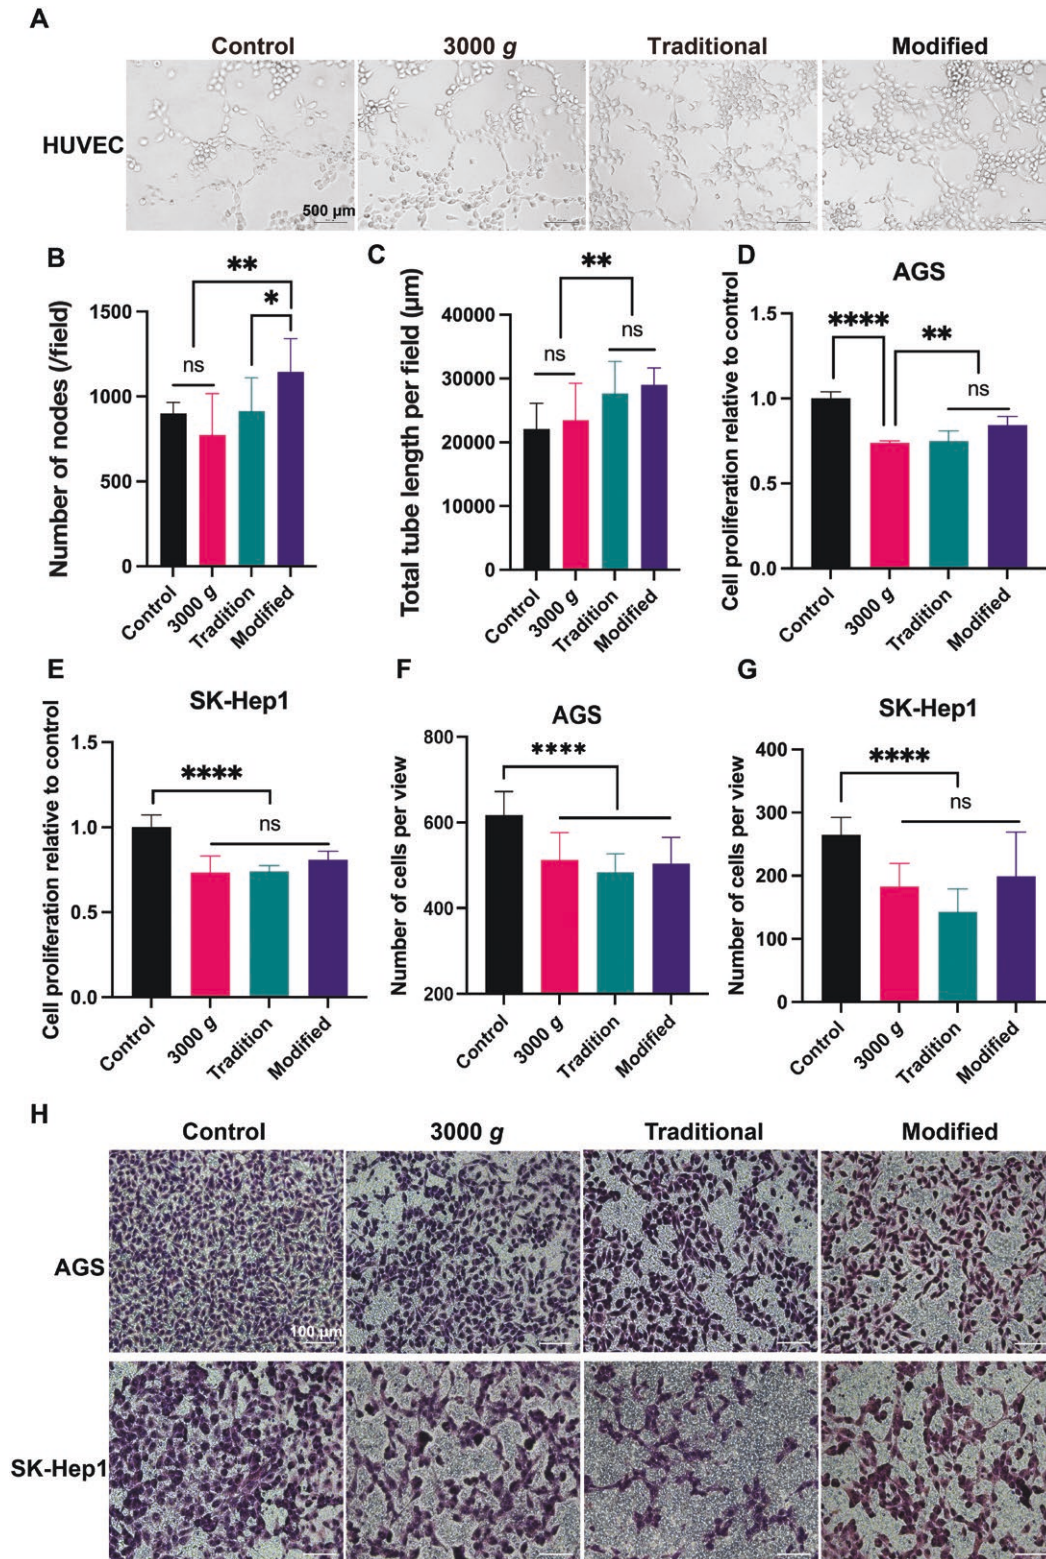 A
Control 3000 g Traditional Modified
HUVEC
500 μm
B
Number of nodes (/field)
1500
1000
500
0
**
*
ns
Control
3000 g
Tradition
Modified
C
Total tube length per field (μm)
40000
30000
20000
10000
0
**
ns
ns
Control
3000 g
Tradition
Modified
D
AGS
Cell proliferation relative to control
1.5
1.0
0.5
0.0
****
**
ns
Control
3000 g
Tradition
Modified
E
SK-Hep1
Cell proliferation relative to control
1.5
1.0
0.5
0.0
****
ns
Control
3000 g
Tradition
Modified
F
AGS
Number of cells per view
800
600
400
200
****
Control
3000 g
Tradition
Modified
G
SK-Hep1
Number of cells per view
400
300
200
100
0
****
ns
Control
3000 g
Tradition
Modified
H
Control 3000 g Traditional Modified
AGS
100 μm
SK-Hep1